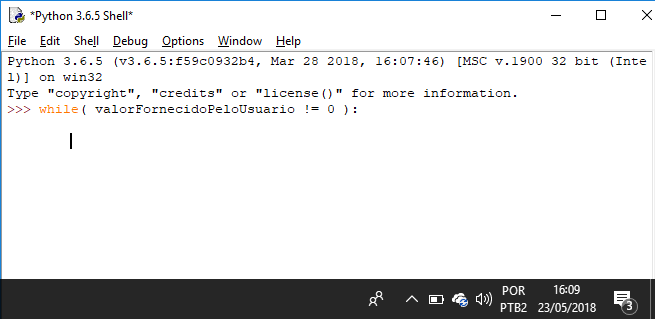 *Python 3.6.5 Shell*
File Edit Shell Debug Options Window Help
Python 3.6.5 (v3.6.5:f59c0932b4, Mar 28 2018, 16:07:46) [MSC v.1900 32 bit (Inte
l)] on win32
Type "copyright", "credits" or "license()" for more information.
>>> while( valorFornecidoPeloUsuario != 0 ):
POR 16:09
PTB2 23/05/2018 3